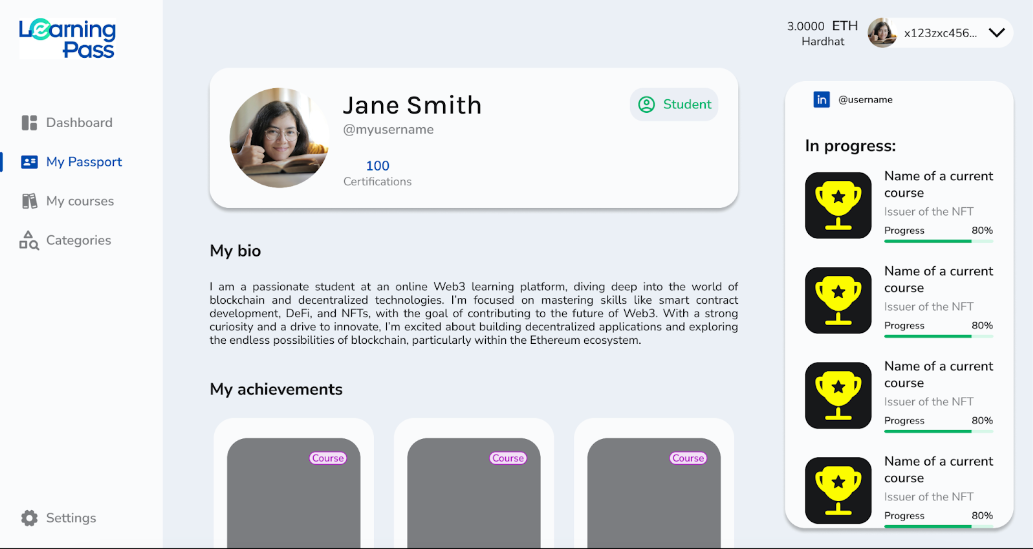 Learning
Pass
Dashboard
My Passport
My courses
Categories
Settings
3.0000 ETH
Hardhat
x123zxc456...
Jane Smith
@myusername
Student
100
Certifications
My bio
I am a passionate student at an online Web3 learning platform, diving deep into the world of
blockchain and decentralized technologies. I'm focused on mastering skills like smart contract
development, DeFi, and NFTs, with the goal of contributing to the future of Web3. With a strong
curiosity and a drive to innovate, I'm excited about building decentralized applications and exploring
the endless possibilities of blockchain, particularly within the Ethereum ecosystem.
My achievements
Course
Course
Course
in @username
In progress:
Name of a current
course
Issuer of the NFT
Progress 80%
Name of a current
course
Issuer of the NFT
Progress 80%
Name of a current
course
Issuer of the NFT
Progress 80%
Name of a current
course
Issuer of the NFT
Progress 80%